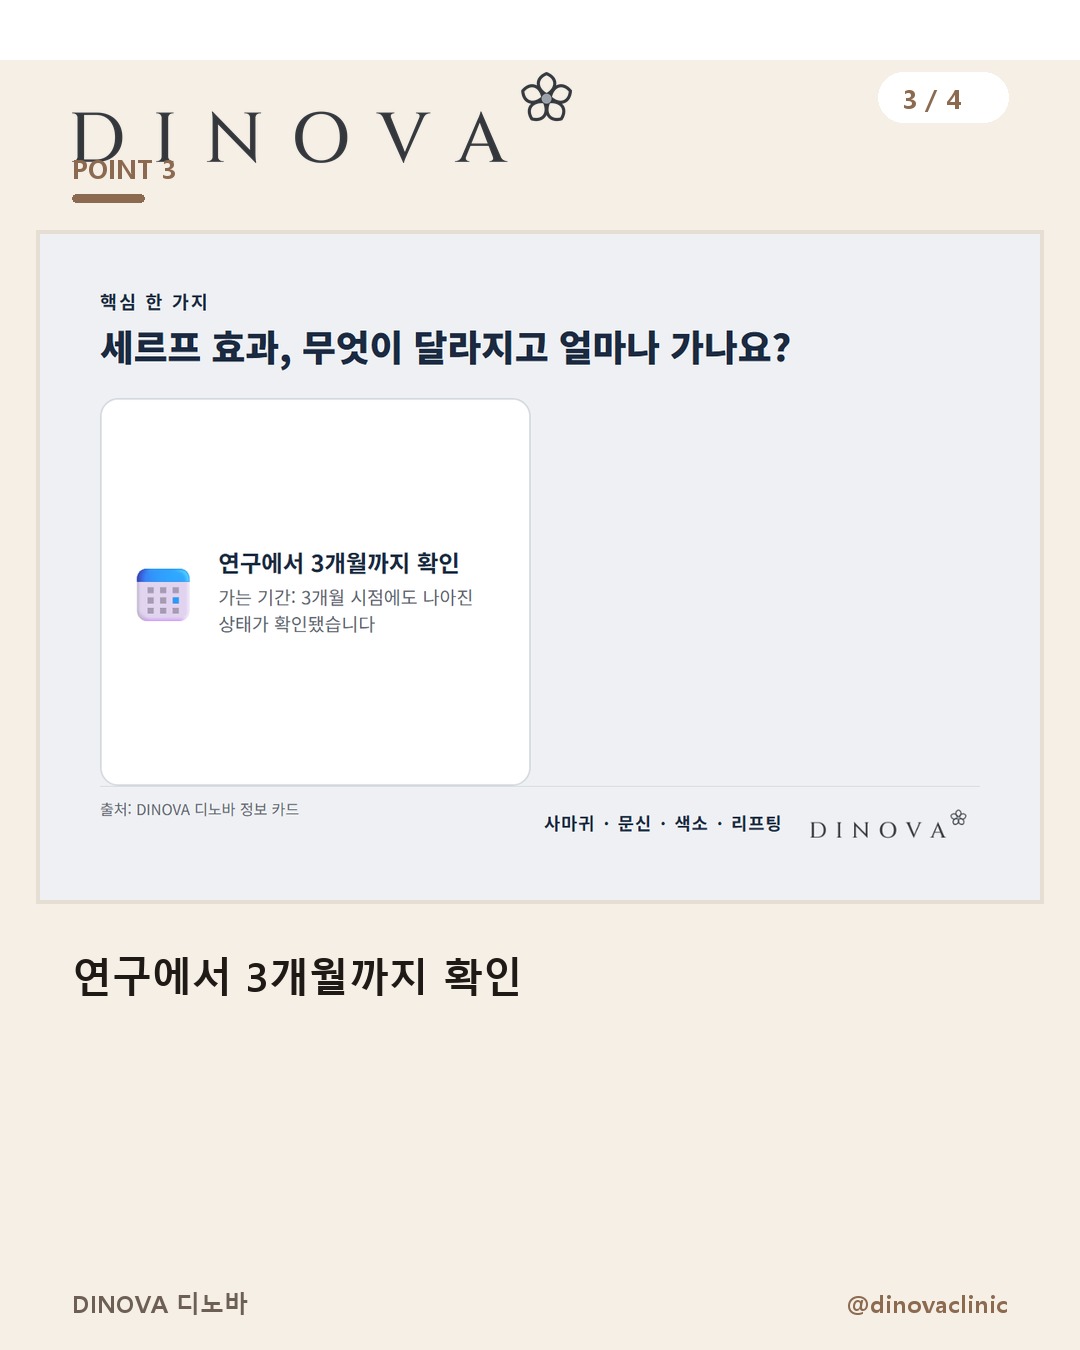 DINOVA
3 / 4
POINT 3
핵심 한 가지
세르프 효과, 무엇이 달라지고 얼마나 가나요?
연구에서 3개월까지 확인
가는 기간: 3개월 시점에도 나아진
상태가 확인됐습니다
출처: DINOVA 디노바 정보 카드
사마귀 · 문신 · 색소 · 리프팅
DINOVA
연구에서 3개월까지 확인
DINOVA 디노바
@dinovaclinic